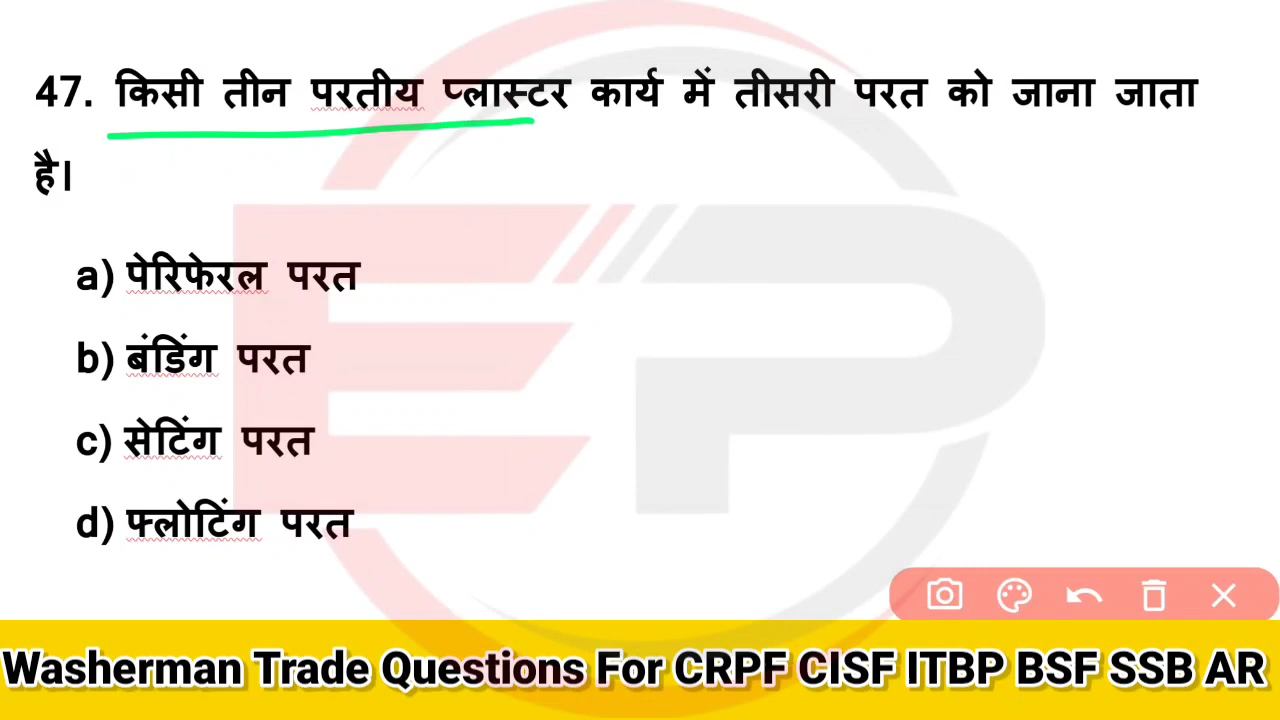 47. किसी तीन परतीय प्लास्टर कार्य में तीसरी परत को जाना जाता
है।
a) पेरिफेरल परत
b) बंडिंग परत
c) सेटिंग परत
d) फ्लोटिंग परत
Washerman Trade Questions For CRPF CISF ITBP BSF SSB AR